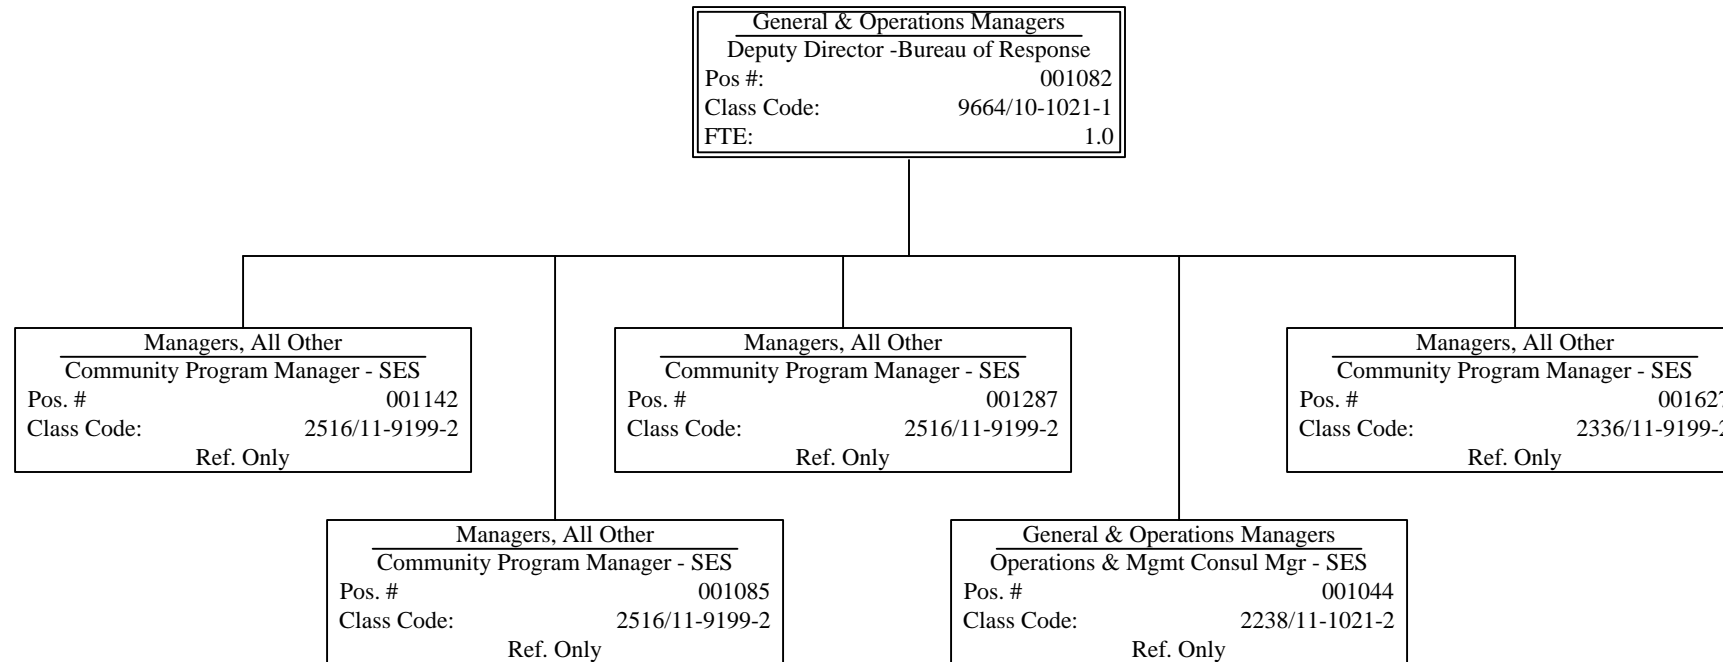 General & Operations Managers
Deputy Director -Bureau of Response
Pos #: 001082
Class Code: 9664/10-1021-1
FTE: 1.0
Managers, All Other
Community Program Manager - SES
Pos. # 001142
Class Code: 2516/11-9199-2
Ref. Only
Managers, All Other
Community Program Manager - SES
Pos. # 001287
Class Code: 2516/11-9199-2
Ref. Only
Managers, All Other
Community Program Manager - SES
Pos. # 001627
Class Code: 2336/11-9199-2
Ref. Only
Managers, All Other
Community Program Manager - SES
Pos. # 001085
Class Code: 2516/11-9199-2
Ref. Only
General & Operations Managers
Operations & Mgmt Consul Mgr - SES
Pos. # 001044
Class Code: 2238/11-1021-2
Ref. Only